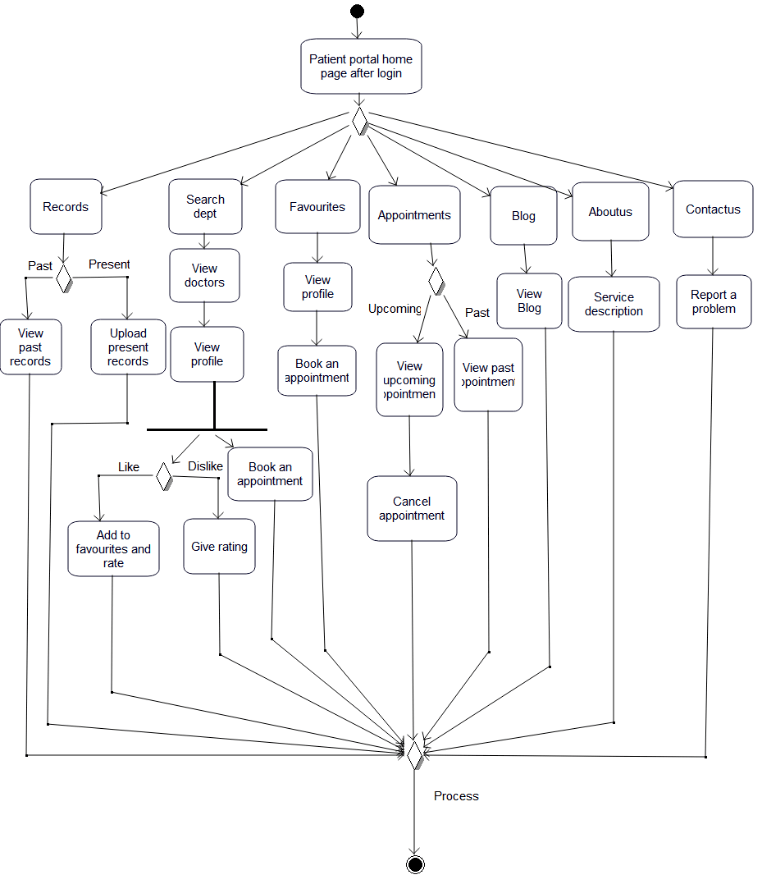 Patient portal home
page after login
Records
Search
dept
Favourites
Appointments
Blog
Aboutus
Contactus
Past
Present
View
doctors
View
profile
Upcoming
Past
View
Blog
Service
description
Report a
problem
View
past
records
Upload
present
records
View
profile
Book an
appointment
View
upcoming
ppointmen
View past
ppointment
Like
Dislike
Book an
appointment
Cancel
appointment
Add to
favourites and
rate
Give rating
Process